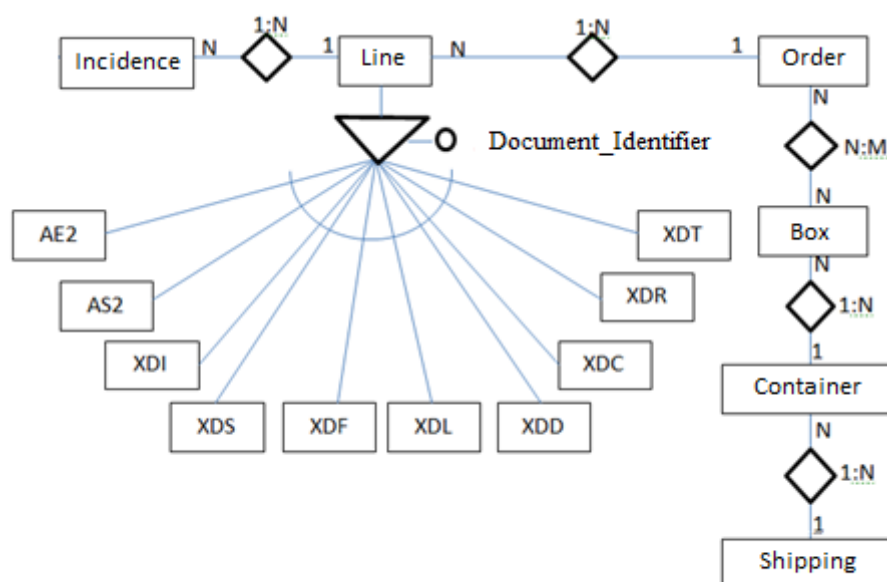 1:N 1:N
Incidence N 1 Line N 1 Order
N
O Document_Identifier N:M
N
AE2 XDT Box
N
AS2 XDR 1:N
XDI XDC 1
Container
XDS XDF XDL XDD N
1:N
1
Shipping